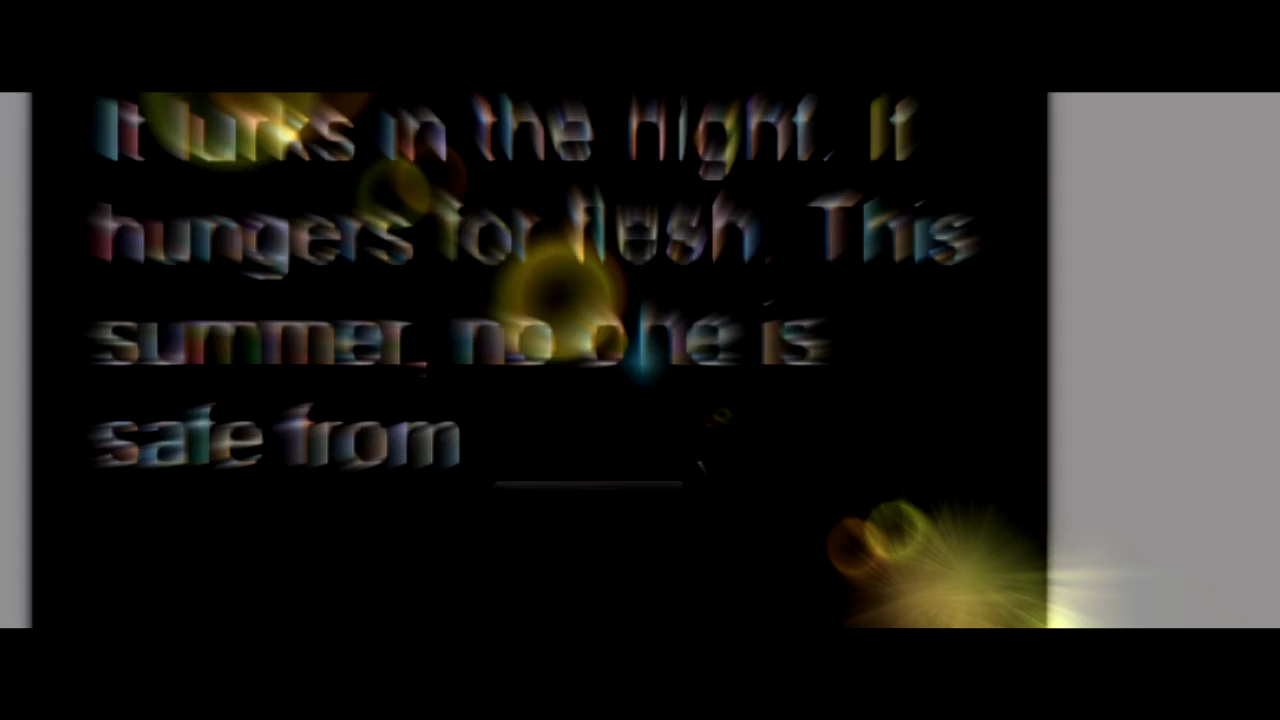 It lurks in the night. It
hungers for flesh. This
summer, no one is
safe from